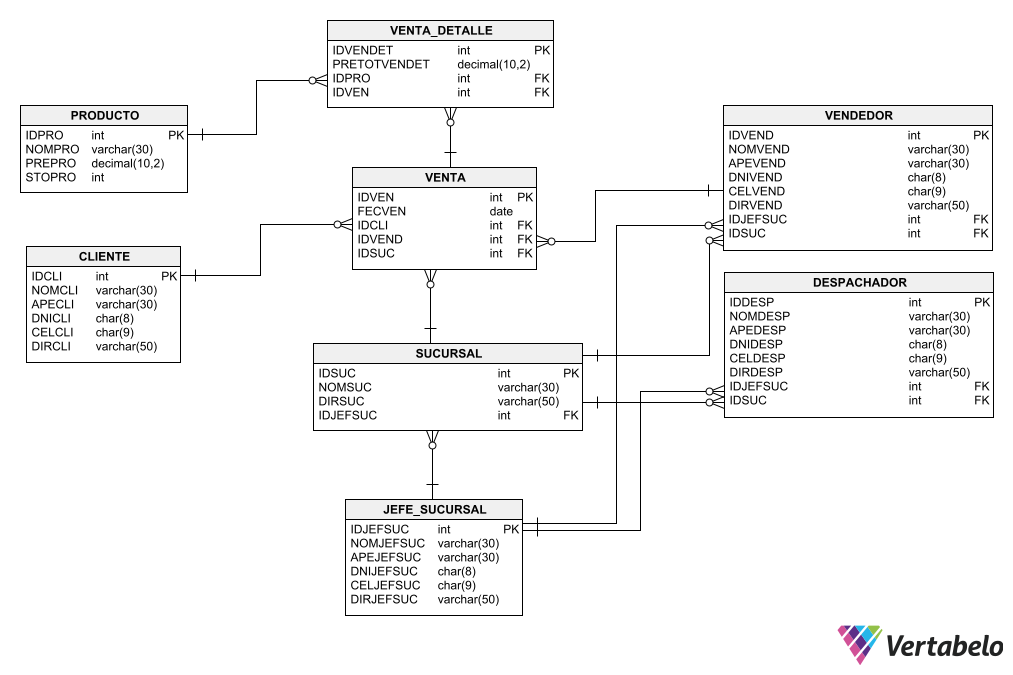 VENTA_DETALLE
IDVENDET int PK
PRETOTVENDET decimal(10,2)
IDPRO int FK
IDVEN int FK
PRODUCTO
IDPRO int PK
NOMPRO varchar(30)
PREPRO decimal(10,2)
STOPRO int
VENDEDOR
IDVEND int PK
NOMVEND varchar(30)
APEVEND varchar(30)
DNIVEND char(8)
CELVEND char(9)
DIRVEND varchar(50)
IDJEFSUC int FK
IDSUC int FK
VENTA
IDVEN int PK
FECVEN date
IDCLI int FK
IDVEND int FK
IDSUC int FK
CLIENTE
IDCLI int PK
NOMCLI varchar(30)
APECLI varchar(30)
DNICLI char(8)
CELCLI char(9)
DIRCLI varchar(50)
DESPACHADOR
IDDESP int PK
NOMDESP varchar(30)
APEDESP varchar(30)
DNIDESP char(8)
CELDESP char(9)
DIRDESP varchar(50)
IDJEFSUC int FK
IDSUC int FK
SUCURSAL
IDSUC int PK
NOMSUC varchar(30)
DIRSUC varchar(50)
IDJEFSUC int FK
JEFE_SUCURSAL
IDJEFSUC int PK
NOMJEFSUC varchar(30)
APEJEFSUC varchar(30)
DNIJEFSUC char(8)
CELJEFSUC char(9)
DIRJEFSUC varchar(50)
Vertabelo